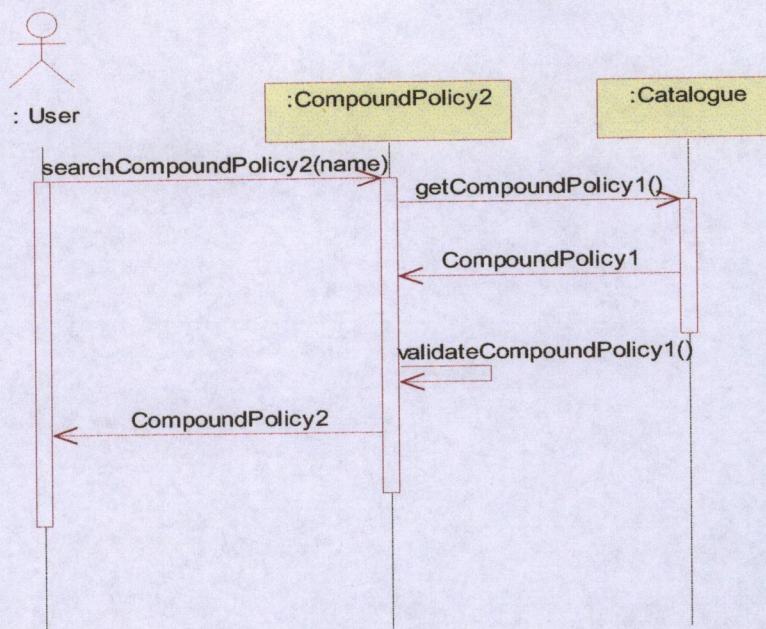 : User
:CompoundPolicy2
:Catalogue
searchCompoundPolicy2(name)
getCompoundPolicy1()
CompoundPolicy1
validateCompoundPolicy1()
CompoundPolicy2